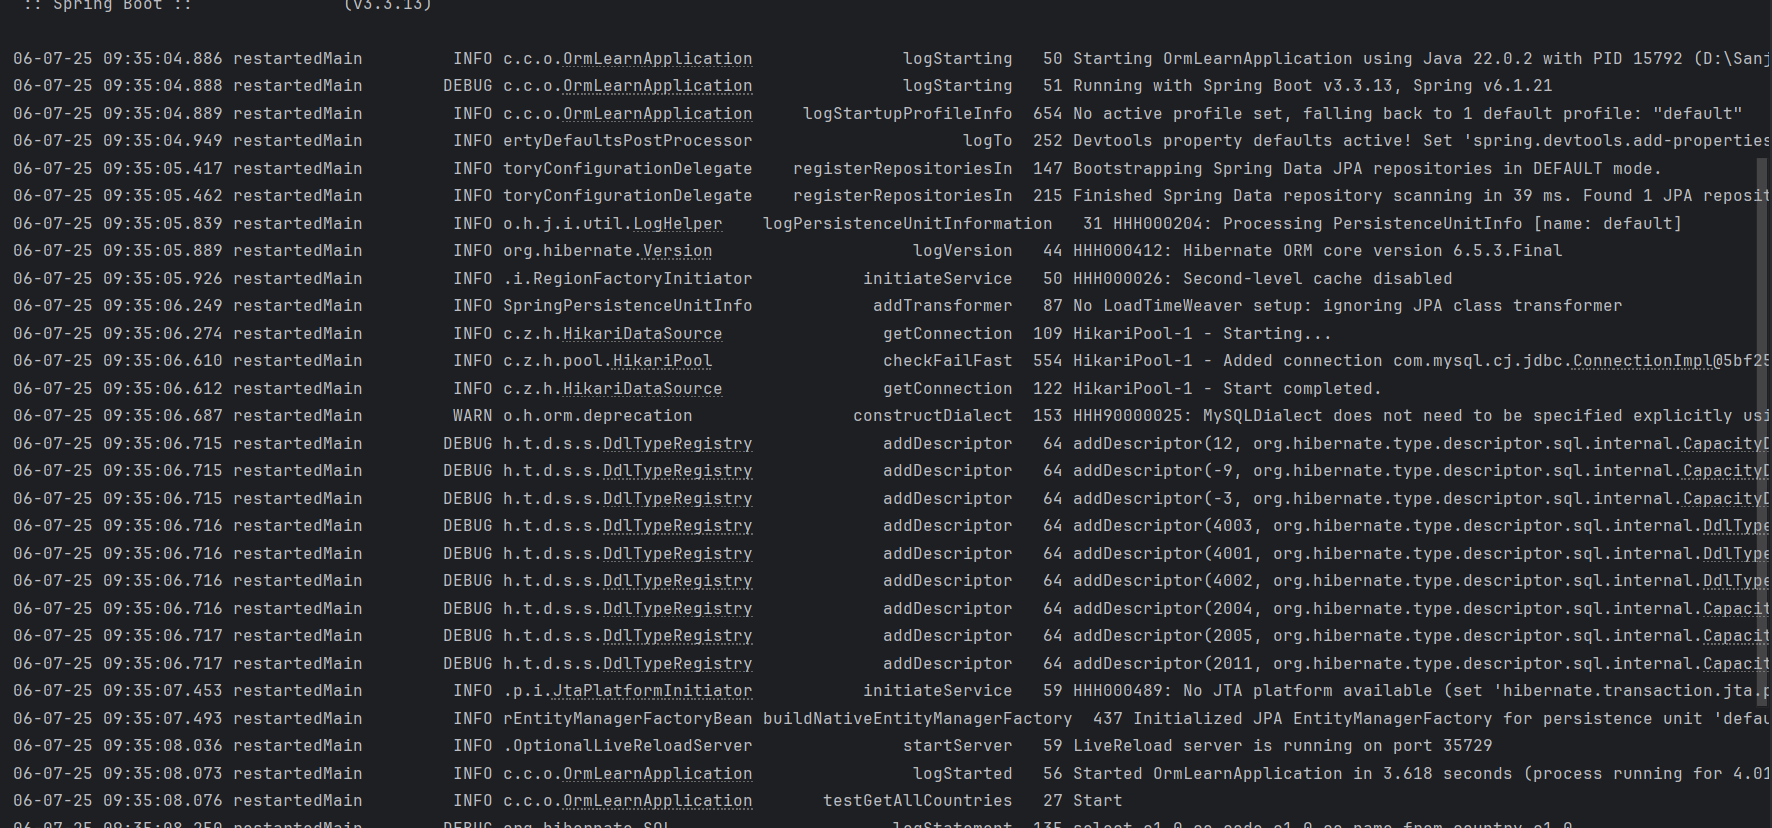 :: Spring Boot :: (v3.3.13)
06-07-25 09:35:04.886 restartedMain INFO c.c.o.OrmLearnApplication logStarting 50 Starting OrmLearnApplication using Java 22.0.2 with PID 15792 (D:\Sanj
06-07-25 09:35:04.888 restartedMain DEBUG c.c.o.OrmLearnApplication logStarting 51 Running with Spring Boot v3.3.13, Spring v6.1.21
06-07-25 09:35:04.889 restartedMain INFO c.c.o.OrmLearnApplication logStartupProfileInfo 654 No active profile set, falling back to 1 default profile: "default"
06-07-25 09:35:04.949 restartedMain INFO ertyDefaultsPostProcessor logTo 252 Devtools property defaults active! Set 'spring.devtools.add-properties
06-07-25 09:35:05.417 restartedMain INFO toryConfigurationDelegate registerRepositoriesIn 147 Bootstrapping Spring Data JPA repositories in DEFAULT mode.
06-07-25 09:35:05.462 restartedMain INFO toryConfigurationDelegate registerRepositoriesIn 215 Finished Spring Data repository scanning in 39 ms. Found 1 JPA reposit
06-07-25 09:35:05.839 restartedMain INFO o.h.j.i.util.LogHelper logPersistenceUnitInformation 31 HHH000204: Processing PersistenceUnitInfo [name: default]
06-07-25 09:35:05.889 restartedMain INFO org.hibernate.Version logVersion 44 HHH000412: Hibernate ORM core version 6.5.3.Final
06-07-25 09:35:05.926 restartedMain INFO .i.RegionFactoryInitiator initiateService 50 HHH000026: Second-level cache disabled
06-07-25 09:35:06.249 restartedMain INFO SpringPersistenceUnitInfo addTransformer 87 No LoadTimeWeaver setup: ignoring JPA class transformer
06-07-25 09:35:06.274 restartedMain INFO c.z.h.HikariDataSource getConnection 109 HikariPool-1 - Starting...
06-07-25 09:35:06.610 restartedMain INFO c.z.h.pool.HikariPool checkFailFast 554 HikariPool-1 - Added connection com.mysql.cj.jdbc.ConnectionImpl@5bf25
06-07-25 09:35:06.612 restartedMain INFO c.z.h.HikariDataSource getConnection 122 HikariPool-1 - Start completed.
06-07-25 09:35:06.687 restartedMain WARN o.h.orm.deprecation constructDialect 153 HHH90000025: MySQLDialect does not need to be specified explicitly usi
06-07-25 09:35:06.715 restartedMain DEBUG h.t.d.s.s.DdlTypeRegistry addDescriptor 64 addDescriptor(12, org.hibernate.type.descriptor.sql.internal.CapacityD
06-07-25 09:35:06.715 restartedMain DEBUG h.t.d.s.s.DdlTypeRegistry addDescriptor 64 addDescriptor(-9, org.hibernate.type.descriptor.sql.internal.CapacityD
06-07-25 09:35:06.715 restartedMain DEBUG h.t.d.s.s.DdlTypeRegistry addDescriptor 64 addDescriptor(-3, org.hibernate.type.descriptor.sql.internal.CapacityD
06-07-25 09:35:06.716 restartedMain DEBUG h.t.d.s.s.DdlTypeRegistry addDescriptor 64 addDescriptor(4003, org.hibernate.type.descriptor.sql.internal.DdlType
06-07-25 09:35:06.716 restartedMain DEBUG h.t.d.s.s.DdlTypeRegistry addDescriptor 64 addDescriptor(4001, org.hibernate.type.descriptor.sql.internal.DdlType
06-07-25 09:35:06.716 restartedMain DEBUG h.t.d.s.s.DdlTypeRegistry addDescriptor 64 addDescriptor(4002, org.hibernate.type.descriptor.sql.internal.DdlType
06-07-25 09:35:06.716 restartedMain DEBUG h.t.d.s.s.DdlTypeRegistry addDescriptor 64 addDescriptor(2004, org.hibernate.type.descriptor.sql.internal.Capacit
06-07-25 09:35:06.717 restartedMain DEBUG h.t.d.s.s.DdlTypeRegistry addDescriptor 64 addDescriptor(2005, org.hibernate.type.descriptor.sql.internal.Capacit
06-07-25 09:35:06.717 restartedMain DEBUG h.t.d.s.s.DdlTypeRegistry addDescriptor 64 addDescriptor(2011, org.hibernate.type.descriptor.sql.internal.Capacit
06-07-25 09:35:07.453 restartedMain INFO .p.i.JtaPlatformInitiator initiateService 59 HHH000489: No JTA platform available (set 'hibernate.transaction.jta.p
06-07-25 09:35:07.493 restartedMain INFO rEntityManagerFactoryBean buildNativeEntityManagerFactory 437 Initialized JPA EntityManagerFactory for persistence unit 'defau
06-07-25 09:35:08.036 restartedMain INFO .OptionalLiveReloadServer startServer 59 LiveReload server is running on port 35729
06-07-25 09:35:08.073 restartedMain INFO c.c.o.OrmLearnApplication logStarted 56 Started OrmLearnApplication in 3.618 seconds (process running for 4.01
06-07-25 09:35:08.076 restartedMain INFO c.c.o.OrmLearnApplication testGetAllCountries 27 Start
06-07-25 09:35:08.250 restartedMain DEBUG org.hibernate.SQL logStatement 135 select c1_0.co_code,c1_0.co_name from country c1_0